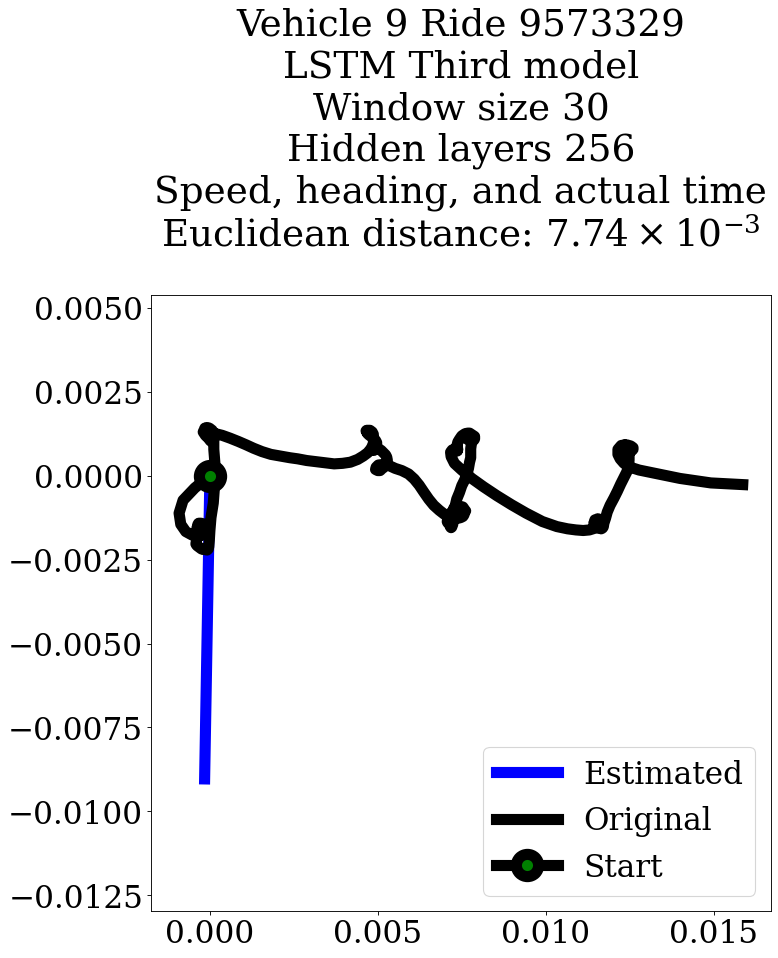 Vehicle 9 Ride 9573329
LSTM Third model
Window size 30
Hidden layers 256
Speed, heading, and actual time
Euclidean distance: 7.74 × 10⁻³
0.0050
0.0025
0.0000
−0.0025
−0.0050
−0.0075
−0.0100
−0.0125
Estimated
Original
Start
0.000 0.005 0.010 0.015